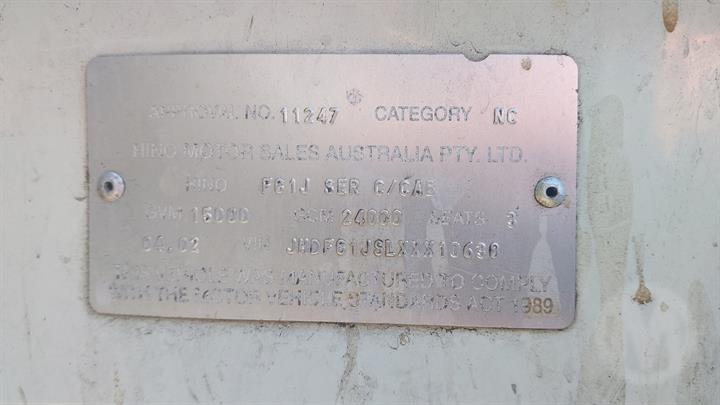 APPROVAL NO. 11247 CATEGORY NC
HINO MOTOR SALES AUSTRALIA PTY. LTD.
HINO FG1J SER C/CAB
GVM 15000 GCM 24000 SEATS 3
04.02 VIN
THIS VEHICLE WAS MANUFACTURED TO COMPLY
WITH THE MOTOR VEHICLE STANDARDS ACT 1989
M